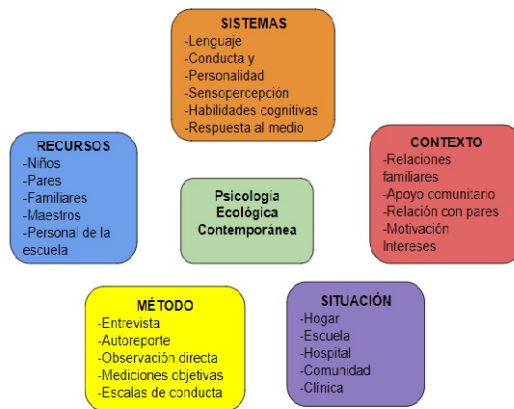 SISTEMAS
-Lenguaje
-Conducta y
-Personalidad
-Sensopercepción
-Habilidades cognitivas
-Respuesta al medio
RECURSOS
-Niños
-Pares
-Familiares
-Maestros
-Personal de la
escuela
Psicología
Ecológica
Contemporánea
CONTEXTO
-Relaciones
familiares
-Apoyo comunitario
-Relación con pares
-Motivación
Intereses
MÉTODO
-Entrevista
-Autoreporte
-Observación directa
-Mediciones objetivas
-Escalas de conducta
SITUACIÓN
-Hogar
-Escuela
-Hospital
-Comunidad
-Clínica